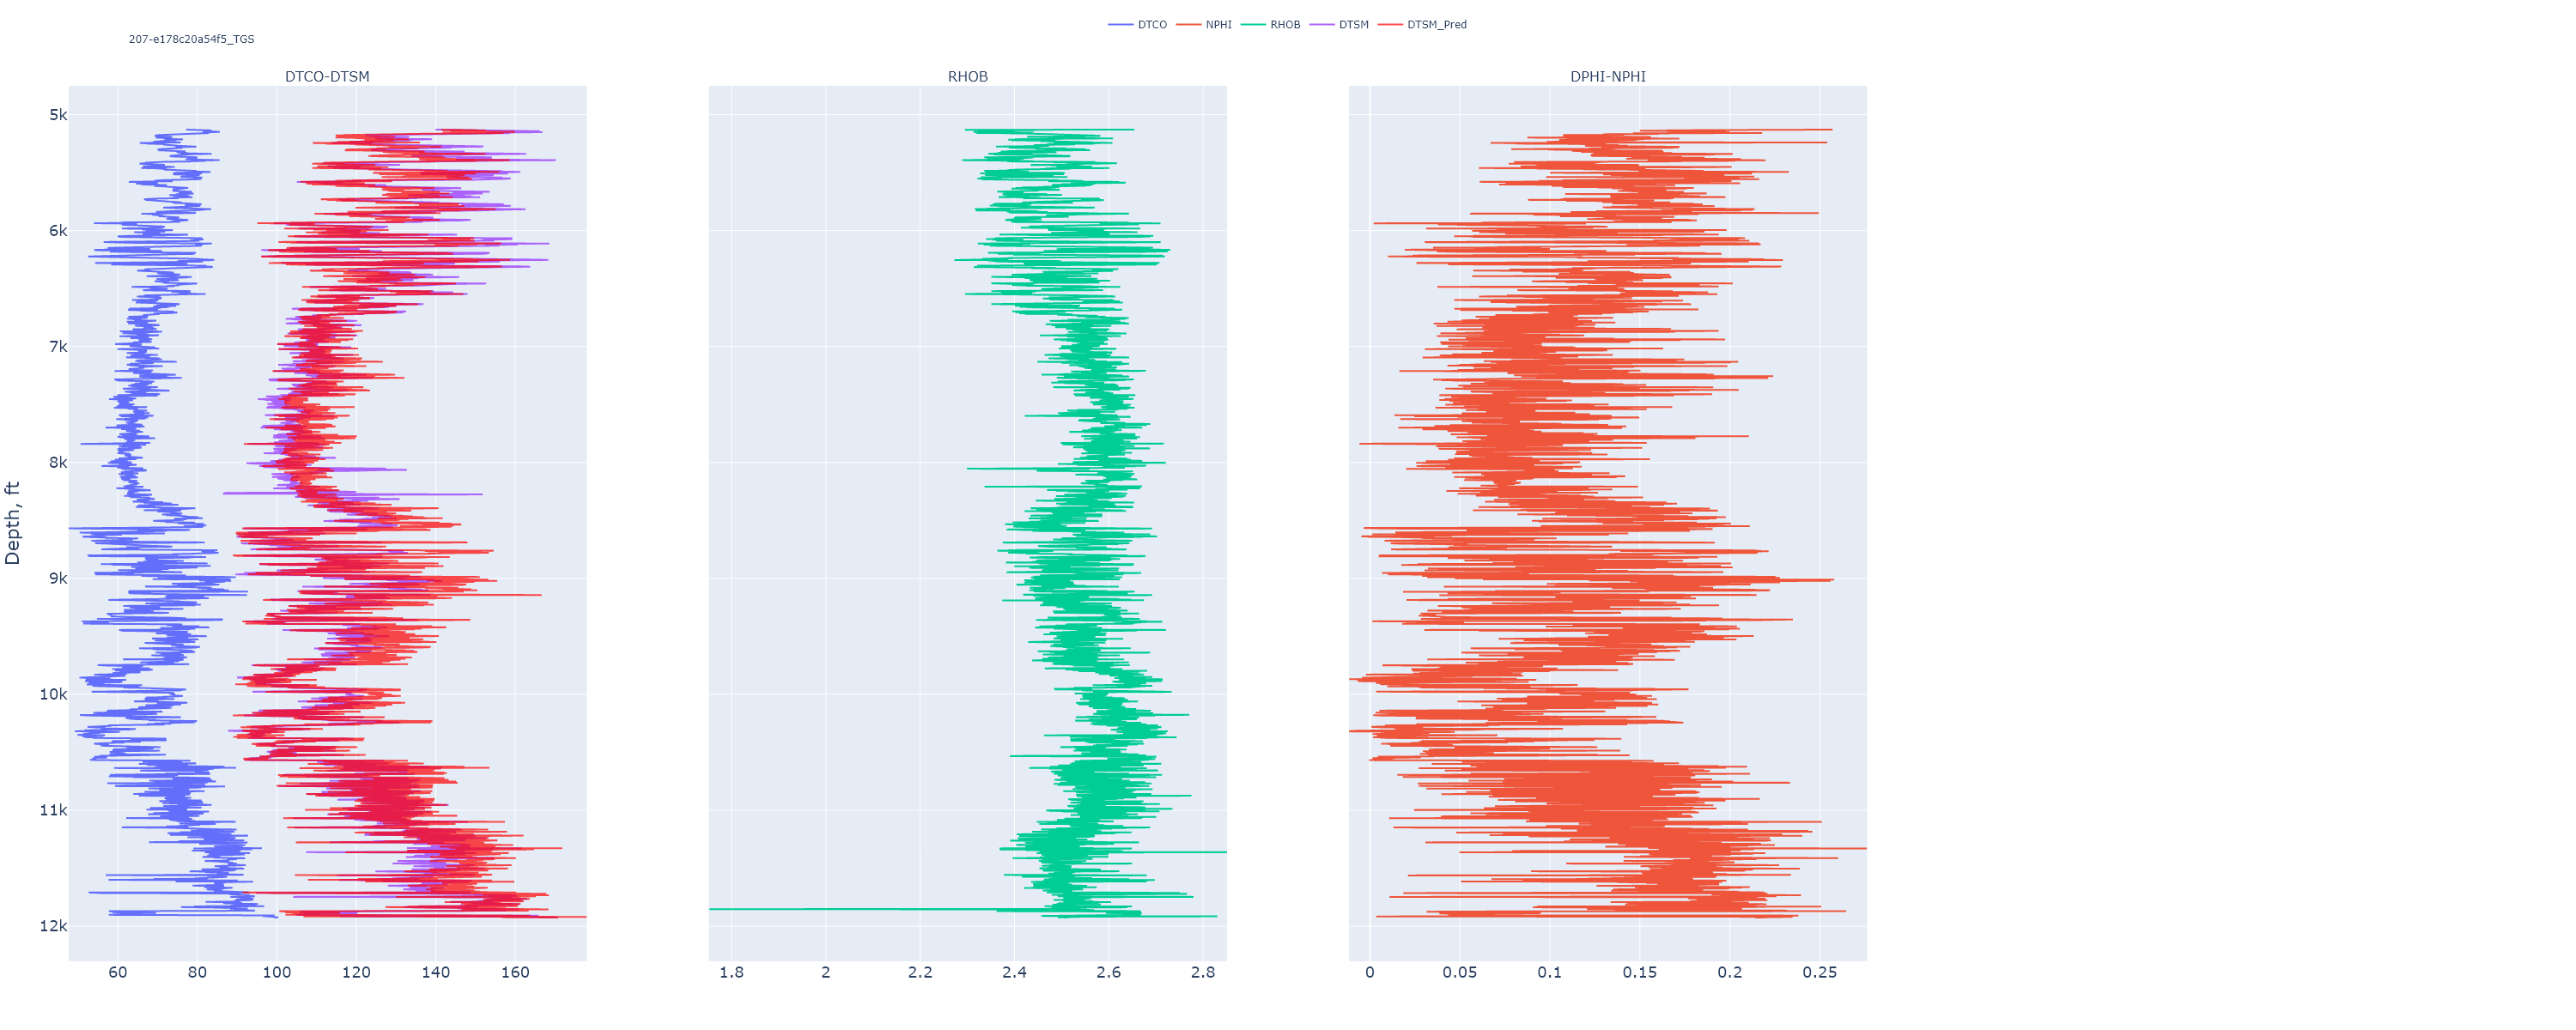 DTCO NPHI RHOB DTSM DTSM_Pred
207-e178c20a54f5_TGS
DTCO-DTSM RHOB DPHI-NPHI
Depth, ft
5k
6k
7k
8k
9k
10k
11k
12k
60 80 100 120 140 160
1.8 2 2.2 2.4 2.6 2.8
0 0.05 0.1 0.15 0.2 0.25